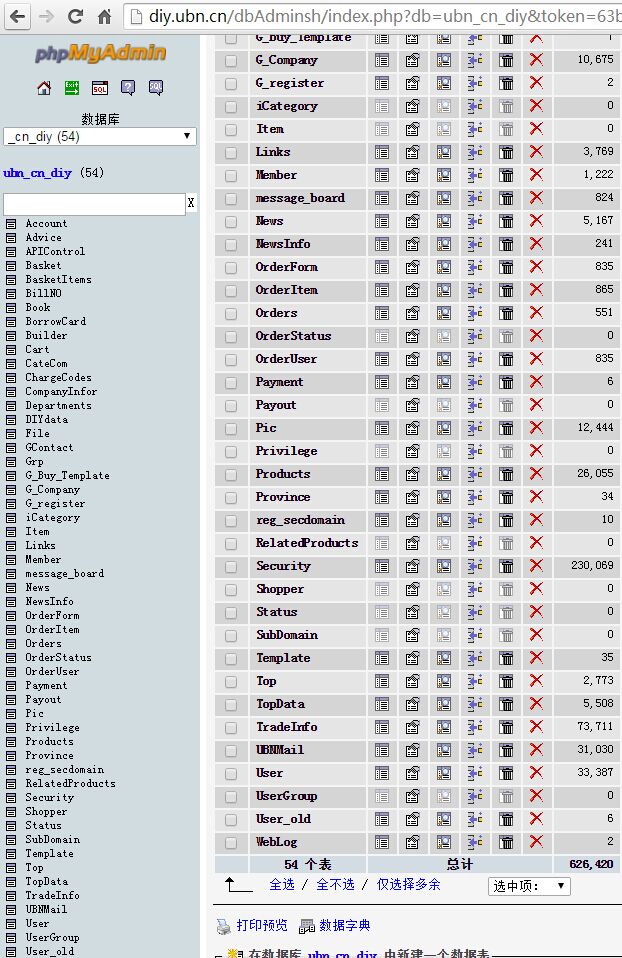 diy.ubn.cn/dbAdminsh/index.php?db=ubn_cn_diy&token=63b
phpMyAdmin
数据库
_cn_diy (54)
ubn_cn_diy (54)
X
Account
Advice
APIControl
Basket
BasketItems
BillNO
Book
BorrowCard
Builder
Cart
CateCom
ChargeCodes
CompanyInfor
Departments
DIYdata
File
GContact
Grp
G_Buy_Template
G_Company
G_register
iCategory
Item
Links
Member
message_board
News
NewsInfo
OrderForm
OrderItem
Orders
OrderStatus
OrderUser
Payment
Payout
Pic
Privilege
Products
Province
reg_secdomain
RelatedProducts
Security
Shopper
Status
SubDomain
Template
Top
TopData
TradeInfo
UBNMail
User
UserGroup
User_old
G_Buy_Template 1
G_Company 10,675
G_register 2
iCategory 0
Item 0
Links 3,769
Member 1,222
message_board 824
News 5,167
NewsInfo 241
OrderForm 835
OrderItem 865
Orders 551
OrderStatus 0
OrderUser 835
Payment 6
Payout 0
Pic 12,444
Privilege 0
Products 26,055
Province 34
reg_secdomain 10
RelatedProducts 0
Security 230,069
Shopper 0
Status 0
SubDomain 0
Template 35
Top 2,773
TopData 5,508
TradeInfo 73,711
UBNMail 31,030
User 33,387
UserGroup 0
User_old 6
WebLog 2
54 个表 总计 626,420
全选 / 全不选 / 仅选择多余 选中项:
打印预览 数据字典
在数据库 ubn_cn_diy 中新建一个数据表